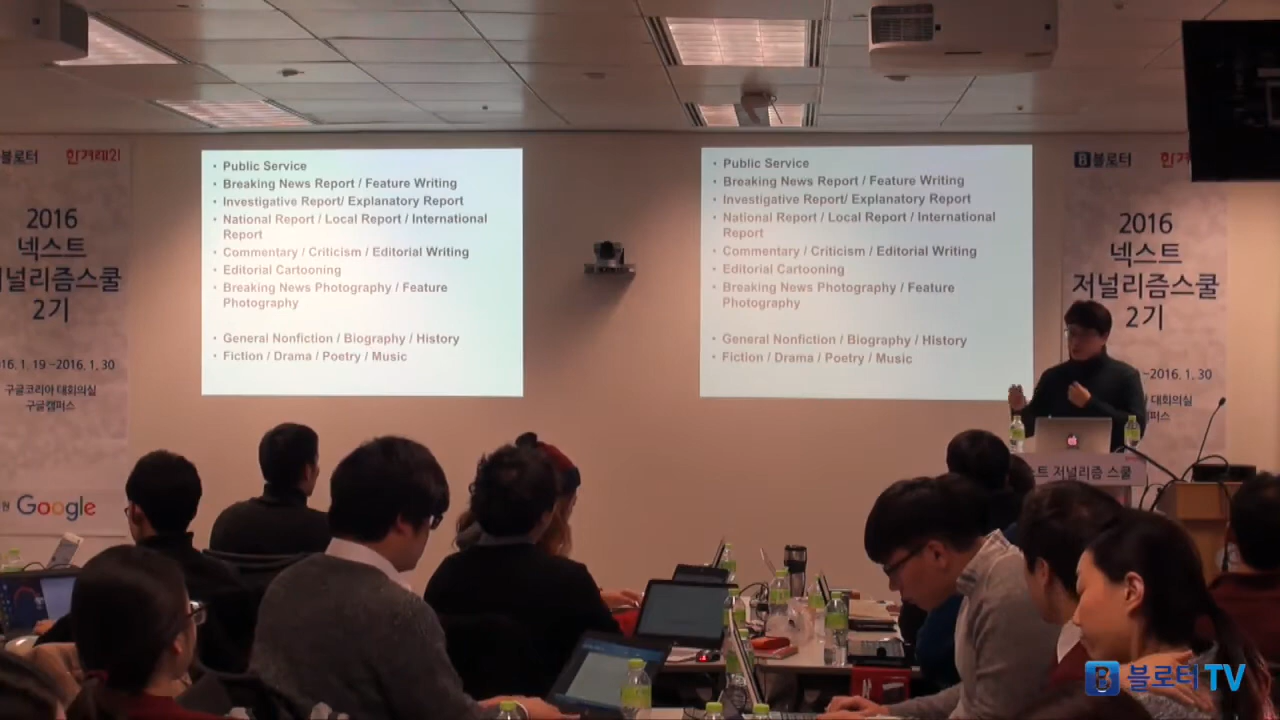 블로터 한겨레21
2016
넥스트
저널리즘스쿨
2기
16. 1. 19 ~2016. 1. 30
구글코리아 대회의실
구글캠퍼스
원 Google
• Public Service
• Breaking News Report / Feature Writing
• Investigative Report/ Explanatory Report
• National Report / Local Report / International
Report
• Commentary / Criticism / Editorial Writing
• Editorial Cartooning
• Breaking News Photography / Feature
Photography
• General Nonfiction / Biography / History
• Fiction / Drama / Poetry / Music
• Public Service
• Breaking News Report / Feature Writing
• Investigative Report/ Explanatory Report
• National Report / Local Report / International
Report
• Commentary / Criticism / Editorial Writing
• Editorial Cartooning
• Breaking News Photography / Feature
Photography
• General Nonfiction / Biography / History
• Fiction / Drama / Poetry / Music
B 블로터 한겨
2016
넥스트
저널리즘스쿨
2기
~2016. 1. 30
대회의실
퍼스
스트 저널리즘 스쿨
B 블로터 TV